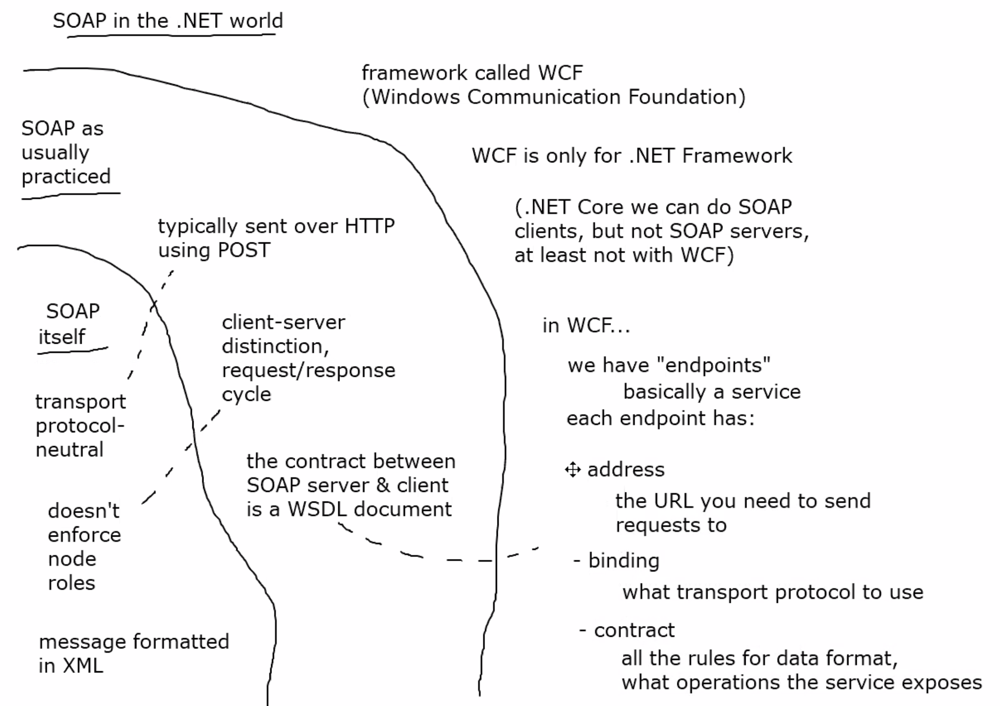 SOAP in the .NET world
framework called WCF
(Windows Communication Foundation)
WCF is only for .NET Framework
(.NET Core we can do SOAP
clients, but not SOAP servers,
at least not with WCF)
SOAP as
usually
practiced
typically sent over HTTP
using POST
client-server
distinction,
request/response
cycle
the contract between
SOAP server & client
is a WSDL document
SOAP
itself
transport
protocol-
neutral
doesn't
enforce
node
roles
message formatted
in XML
in WCF...
we have "endpoints"
basically a service
each endpoint has:
address
the URL you need to send
requests to
- binding
what transport protocol to use
- contract
all the rules for data format,
what operations the service exposes